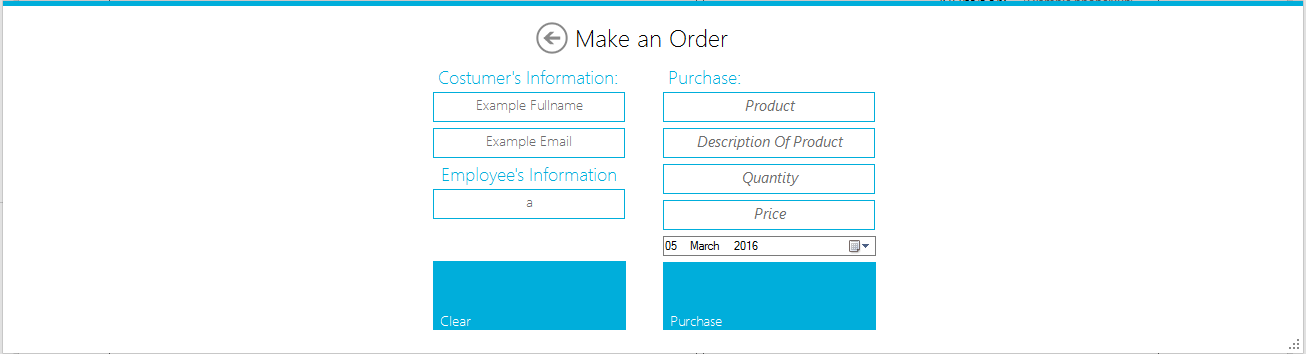 Make an Order
Costumer's Information:
Example Fullname
Example Email
Employee's Information
a
Clear
Purchase:
Product
Description Of Product
Quantity
Price
05 March 2016
Purchase